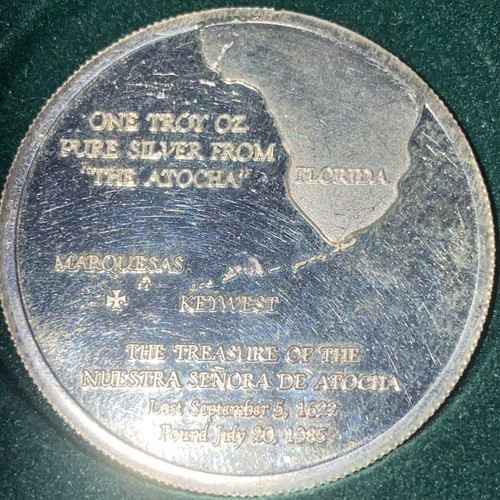 ONE TROY OZ
PURE SILVER FROM
"THE ATOCHA"
FLORIDA
MARQUESAS
KEYWEST
THE TREASURE OF THE
NUESTRA SEÑORA DE ATOCHA
Lost September 5, 1622
Found July 20, 1985